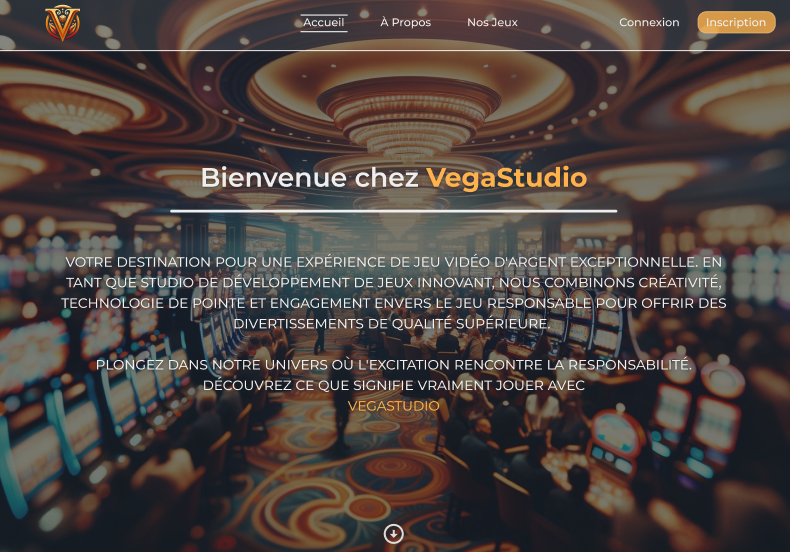 V
Accueil
À Propos
Nos Jeux
Connexion
Inscription
Bienvenue chez VegaStudio
VOTRE DESTINATION POUR UNE EXPÉRIENCE DE JEU VIDÉO D'ARGENT EXCEPTIONNELLE. EN
TANT QUE STUDIO DE DÉVELOPPEMENT DE JEUX INNOVANT, NOUS COMBINONS CRÉATIVITÉ,
TECHNOLOGIE DE POINTE ET ENGAGEMENT ENVERS LE JEU RESPONSABLE POUR OFFRIR DES
DIVERTISSEMENTS DE QUALITÉ SUPÉRIEURE.
PLONGEZ DANS NOTRE UNIVERS OÙ L'EXCITATION RENCONTRE LA RESPONSABILITÉ.
DÉCOUVREZ CE QUE SIGNIFIE VRAIMENT JOUER AVEC
VEGASTUDIO